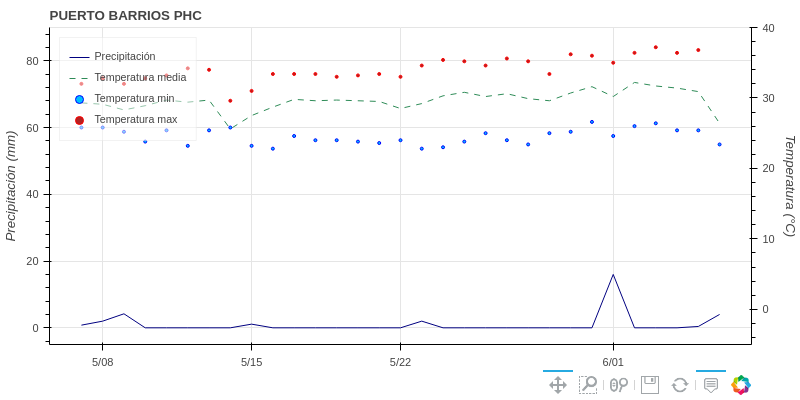 PUERTO BARRIOS PHC
Precipitación
Temperatura media
Temperatura min
Temperatura max
80
60
40
20
0
Precipitación (mm)
40
30
20
10
0
Temperatura (°C)
5/08
5/15
5/22
6/01